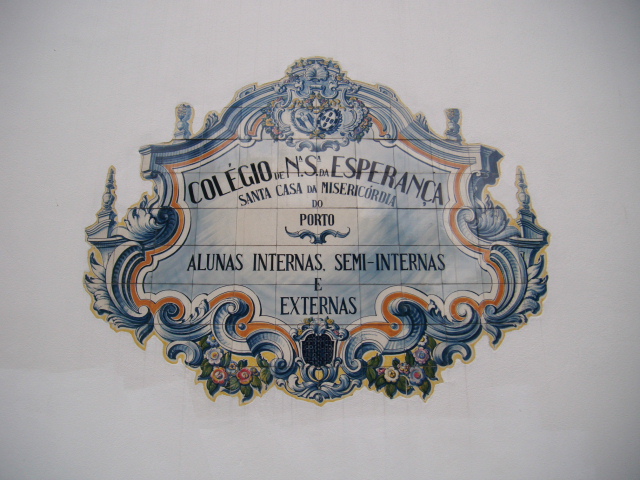 COLÉGIO DE Nª. Sª. DA ESPERANÇA
SANTA CASA DA MISERICÓRDIA
DO
PORTO
ALUNAS INTERNAS, SEMI-INTERNAS
E
EXTERNAS